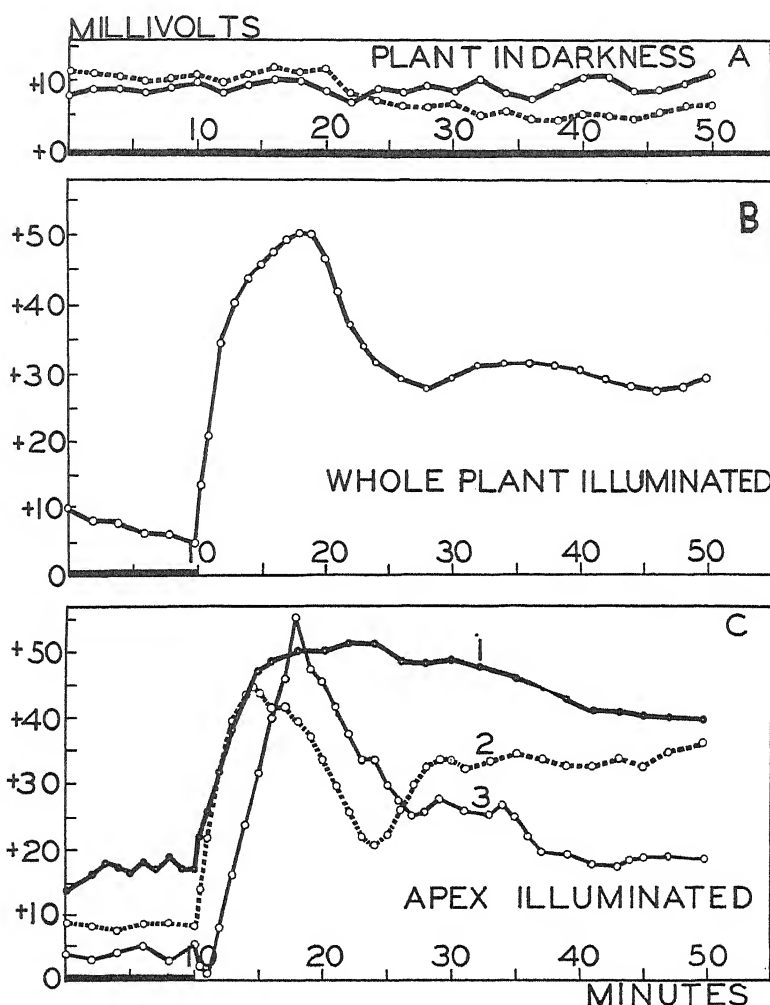 MILLIVOLTS
PLANT IN DARKNESS A
+10
+0
10 20 30 40 50
B
+50
+40
+30
+20
+10
0
WHOLE PLANT ILLUMINATED
10 20 30 40 50
C
+50
+40
+30
+20
+10
0
1
2
3
APEX ILLUMINATED
10 20 30 40 50
MINUTES